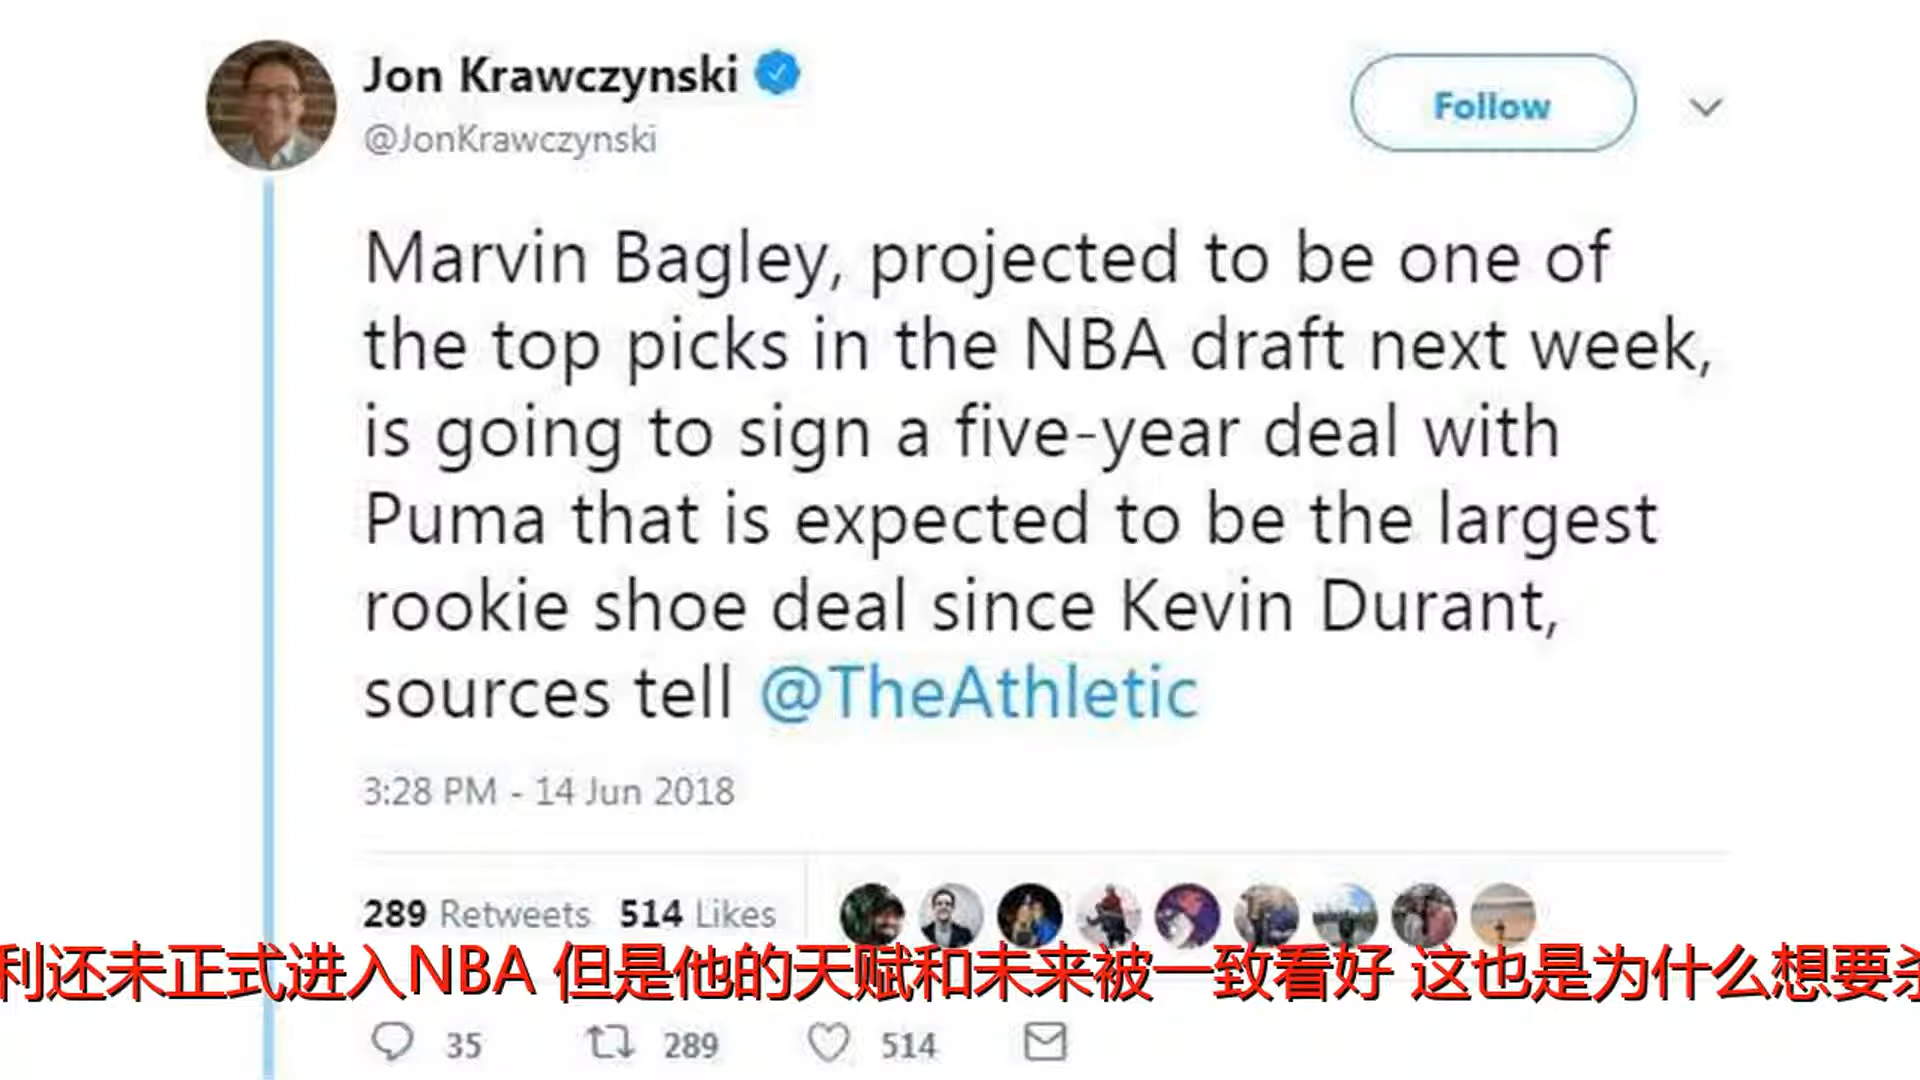 Jon Krawczynski
@JonKrawczynski
Follow
Marvin Bagley, projected to be one of
the top picks in the NBA draft next week,
is going to sign a five-year deal with
Puma that is expected to be the largest
rookie shoe deal since Kevin Durant,
sources tell @TheAthletic
3:28 PM - 14 Jun 2018
289 Retweets 514 Likes
利还未正式进入NBA 但是他的天赋和未来被一致看好 这也是为什么想要杀
35 289 514